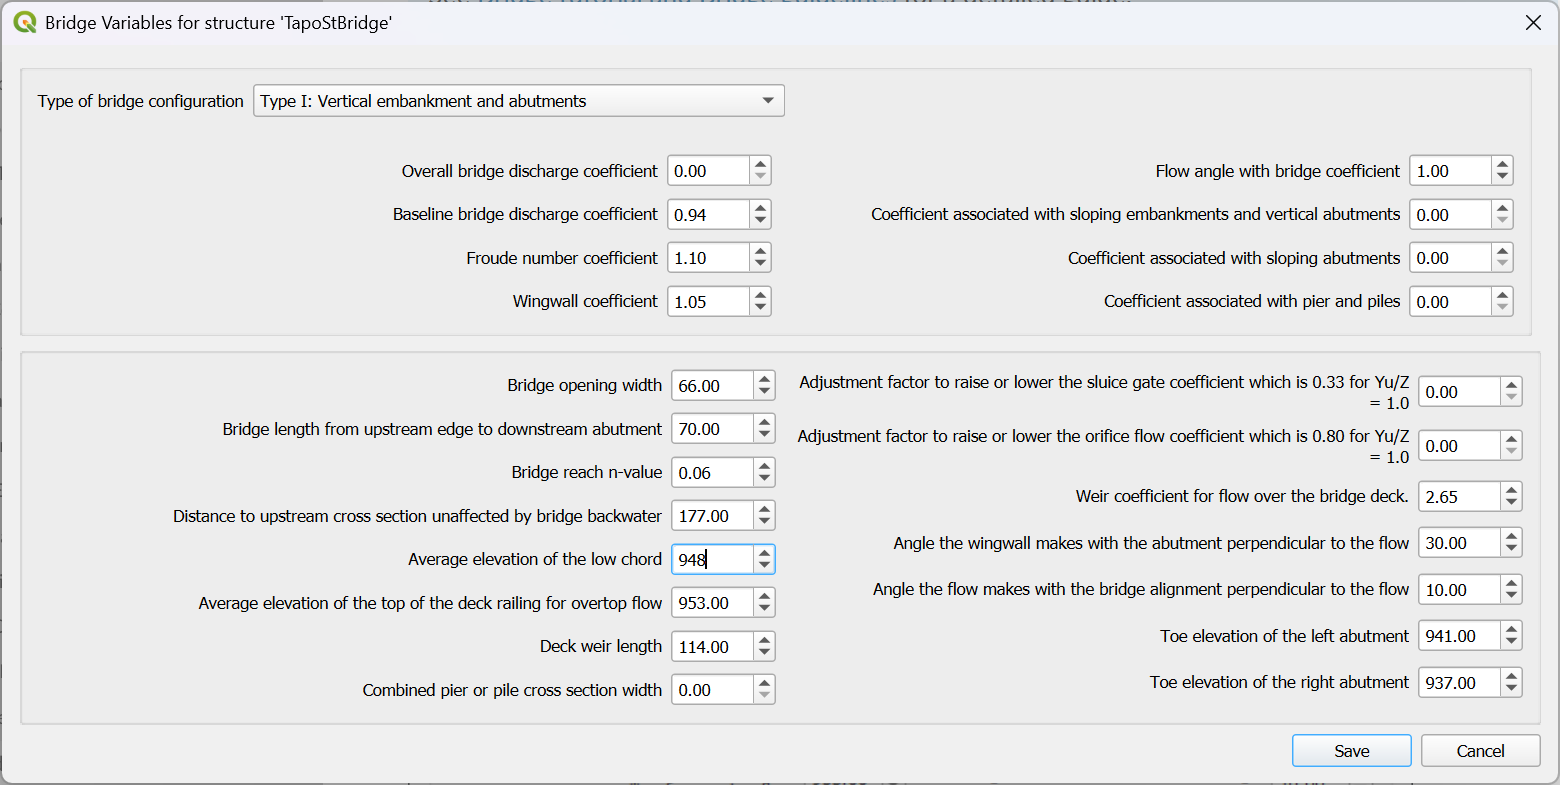 Bridge Variables for structure 'TapoStBridge'
Type of bridge configuration Type I: Vertical embankment and abutments
Overall bridge discharge coefficient 0.00
Baseline bridge discharge coefficient 0.94
Froude number coefficient 1.10
Wingwall coefficient 1.05
Flow angle with bridge coefficient 1.00
Coefficient associated with sloping embankments and vertical abutments 0.00
Coefficient associated with sloping abutments 0.00
Coefficient associated with pier and piles 0.00
Bridge opening width 66.00
Bridge length from upstream edge to downstream abutment 70.00
Bridge reach n-value 0.06
Distance to upstream cross section unaffected by bridge backwater 177.00
Average elevation of the low chord 948
Average elevation of the top of the deck railing for overtop flow 953.00
Deck weir length 114.00
Combined pier or pile cross section width 0.00
Adjustment factor to raise or lower the sluice gate coefficient which is 0.33 for Yu/Z
= 1.0 0.00
Adjustment factor to raise or lower the orifice flow coefficient which is 0.80 for Yu/Z
= 1.0 0.00
Weir coefficient for flow over the bridge deck. 2.65
Angle the wingwall makes with the abutment perpendicular to the flow 30.00
Angle the flow makes with the bridge alignment perpendicular to the flow 10.00
Toe elevation of the left abutment 941.00
Toe elevation of the right abutment 937.00
Save Cancel